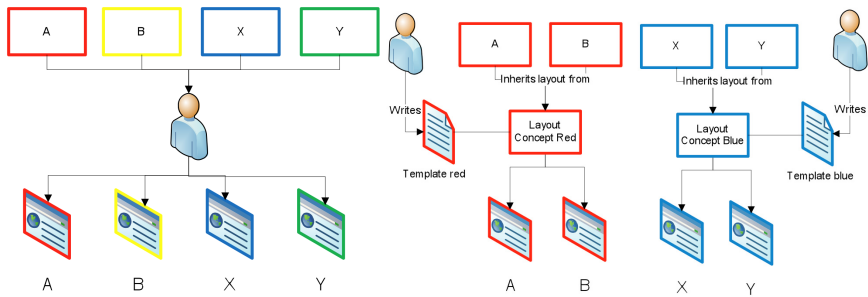 A
B
X
Y
A
B
X
Y
A
B
Inherits layout from
Writes
Layout
Concept Red
Template red
A
B
X
Y
Inherits layout from
Writes
Layout
Concept Blue
Template blue
X
Y